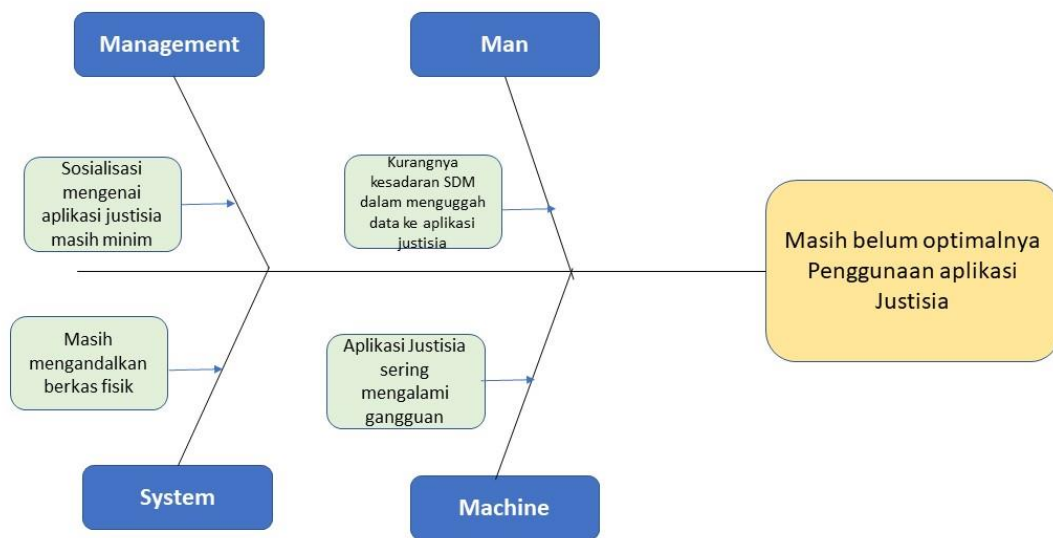 Management
Man
Sosialisasi
mengenai
aplikasi justisia
masih minim
Kurangnya
kesadaran SDM
dalam menguggah
data ke aplikasi
justisia
Masih belum optimalnya
Penggunaan aplikasi
Justisia
Masih
mengandalkan
berkas fisik
Aplikasi Justisia
sering
mengalami
gangguan
System
Machine